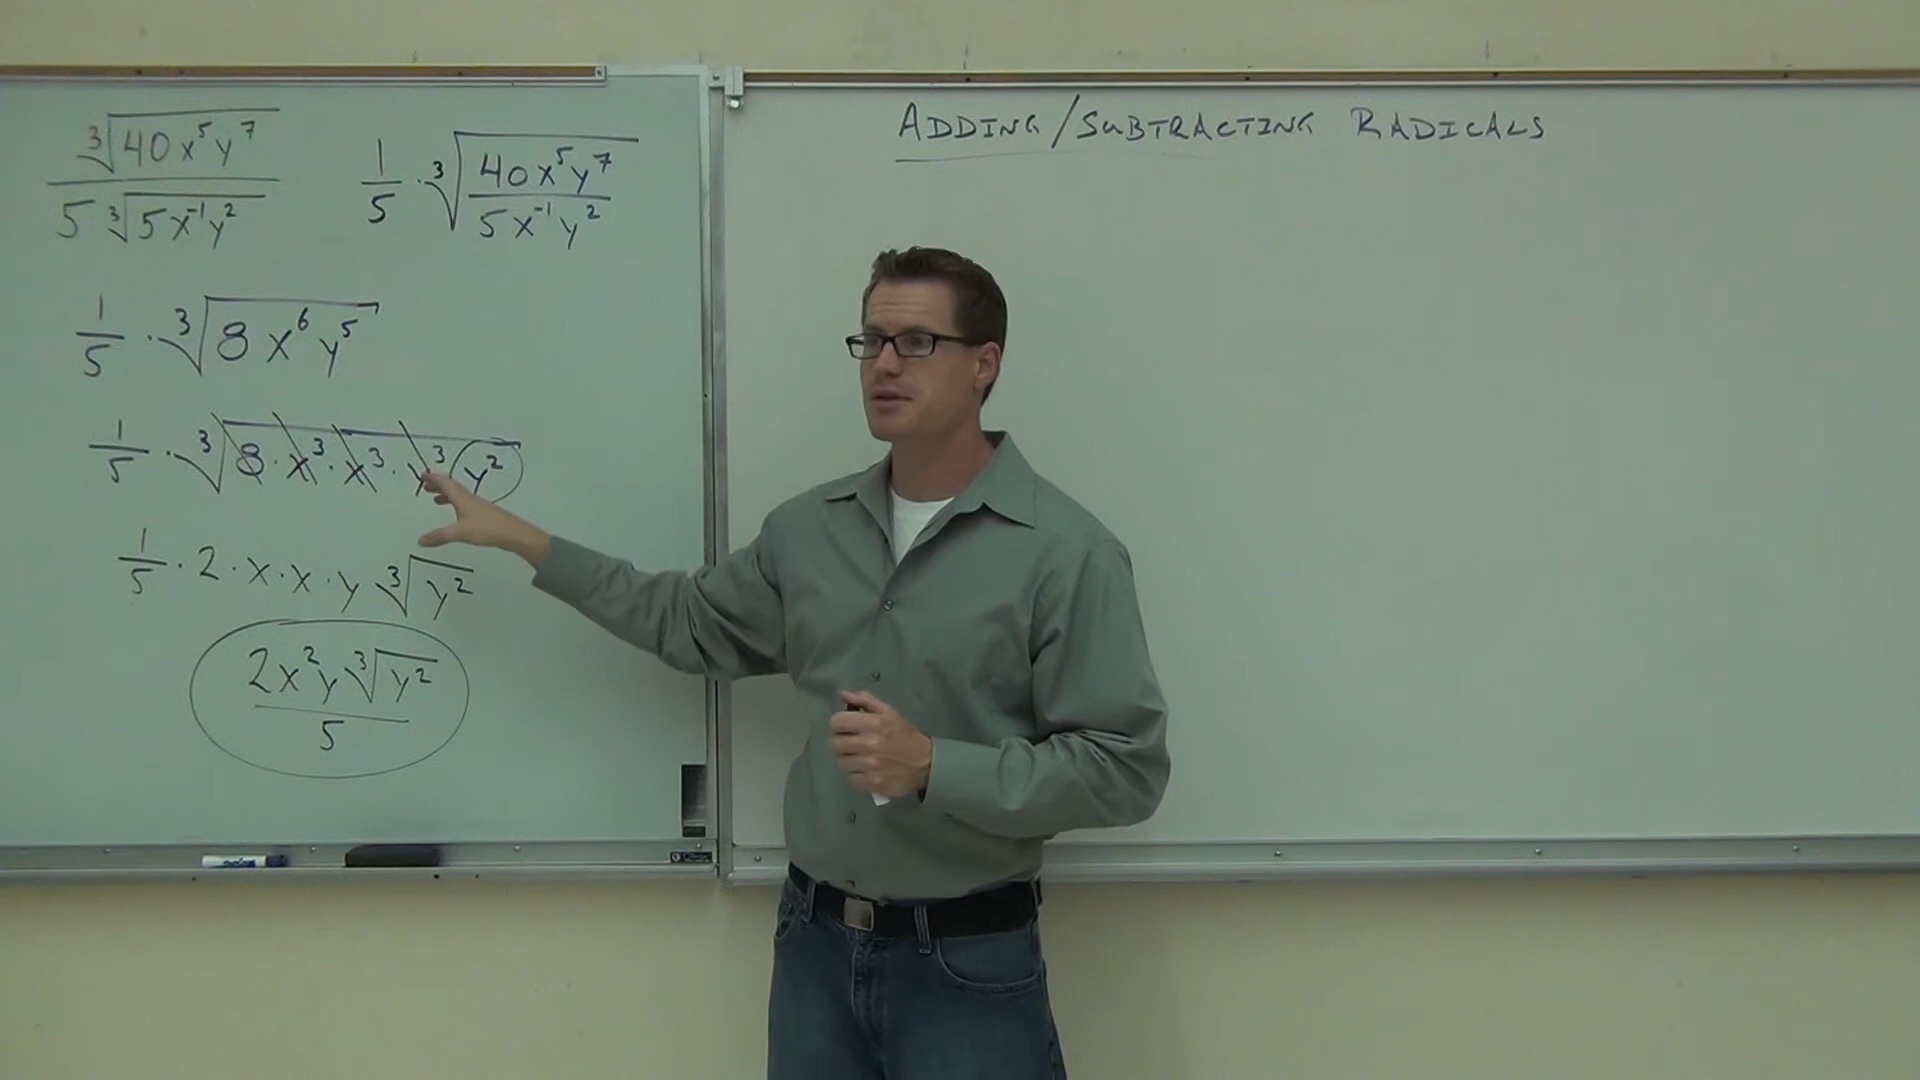 ∛(40x⁵y⁷) / 5∛(5x⁻¹y²)
1/5 · ∛(40x⁵y⁷ / 5x⁻¹y²)
1/5 · ∛(8x⁶y⁵)
1/5 · ∛(8 · x³ · x³ · y³ y²)
1/5 · 2 · x · x · y ∛(y²)
2x²y∛(y²) / 5
ADDING/SUBTRACTING RADICALS